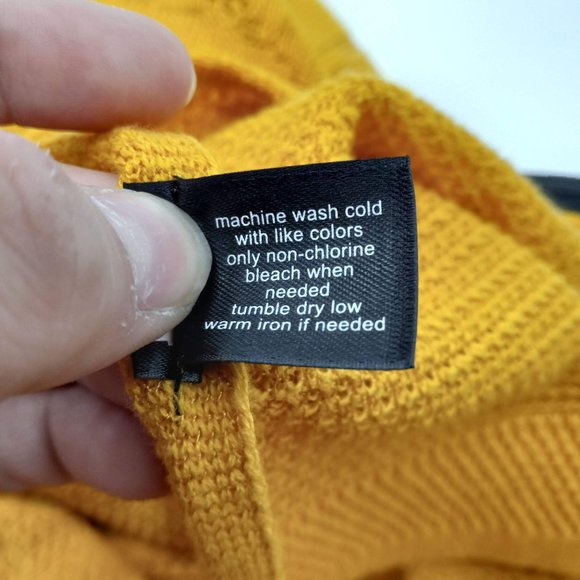 machine wash cold
with like colors
only non-chlorine
bleach when
needed
tumble dry low
warm iron if needed